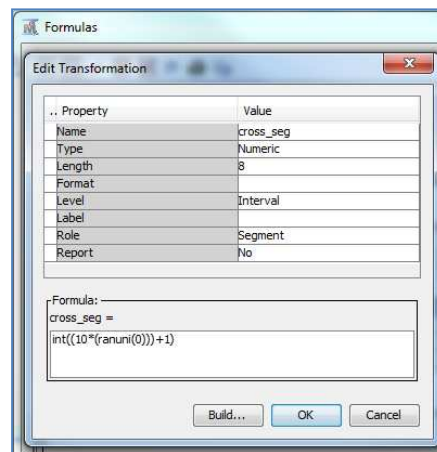 Formulas
Edit Transformation
.. Property Value
Name cross_seg
Type Numeric
Length 8
Format
Level Interval
Label
Role Segment
Report No
Formula:
cross_seg =
int((10*(ranuni(0)))+1)
Build... OK Cancel